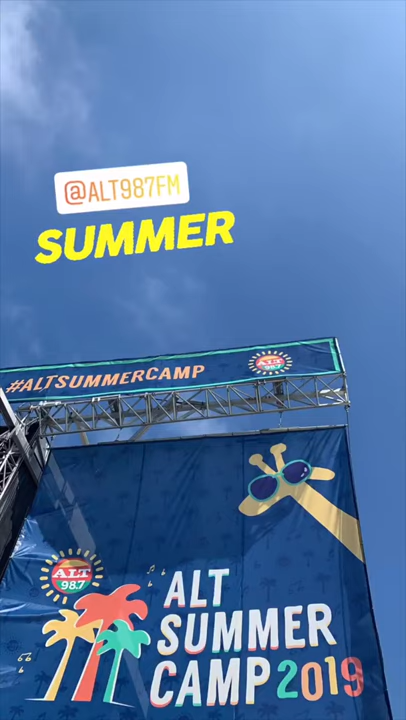 @ALT987FM
SUMMER
#ALTSUMMERCAMP
ALT
98.7
ALT
98.7
ALT
SUMMER
CAMP 2019